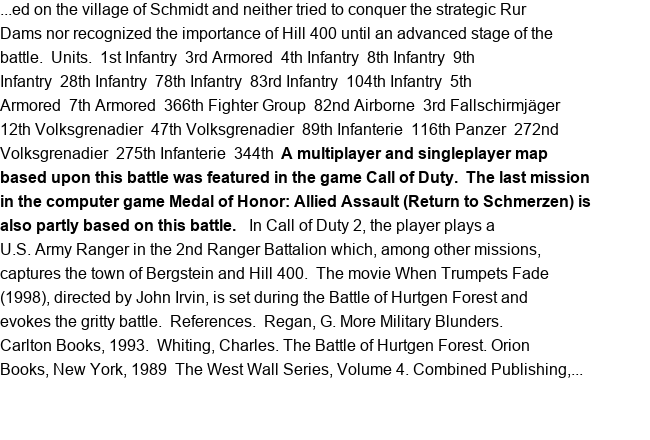 ...ed on the village of Schmidt and neither tried to conquer the strategic Rur
Dams nor recognized the importance of Hill 400 until an advanced stage of the
battle.  Units.  1st Infantry  3rd Armored  4th Infantry  8th Infantry  9th
Infantry  28th Infantry  78th Infantry  83rd Infantry  104th Infantry  5th
Armored  7th Armored  366th Fighter Group  82nd Airborne  3rd Fallschirmjäger
12th Volksgrenadier  47th Volksgrenadier  89th Infanterie  116th Panzer  272nd
Volksgrenadier  275th Infanterie  344th  A multiplayer and singleplayer map
based upon this battle was featured in the game Call of Duty.  The last mission
in the computer game Medal of Honor: Allied Assault (Return to Schmerzen) is
also partly based on this battle.   In Call of Duty 2, the player plays a
U.S. Army Ranger in the 2nd Ranger Battalion which, among other missions,
captures the town of Bergstein and Hill 400.  The movie When Trumpets Fade
(1998), directed by John Irvin, is set during the Battle of Hurtgen Forest and
evokes the gritty battle.  References.  Regan, G. More Military Blunders.
Carlton Books, 1993.  Whiting, Charles. The Battle of Hurtgen Forest. Orion
Books, New York, 1989  The West Wall Series, Volume 4. Combined Publishing,...